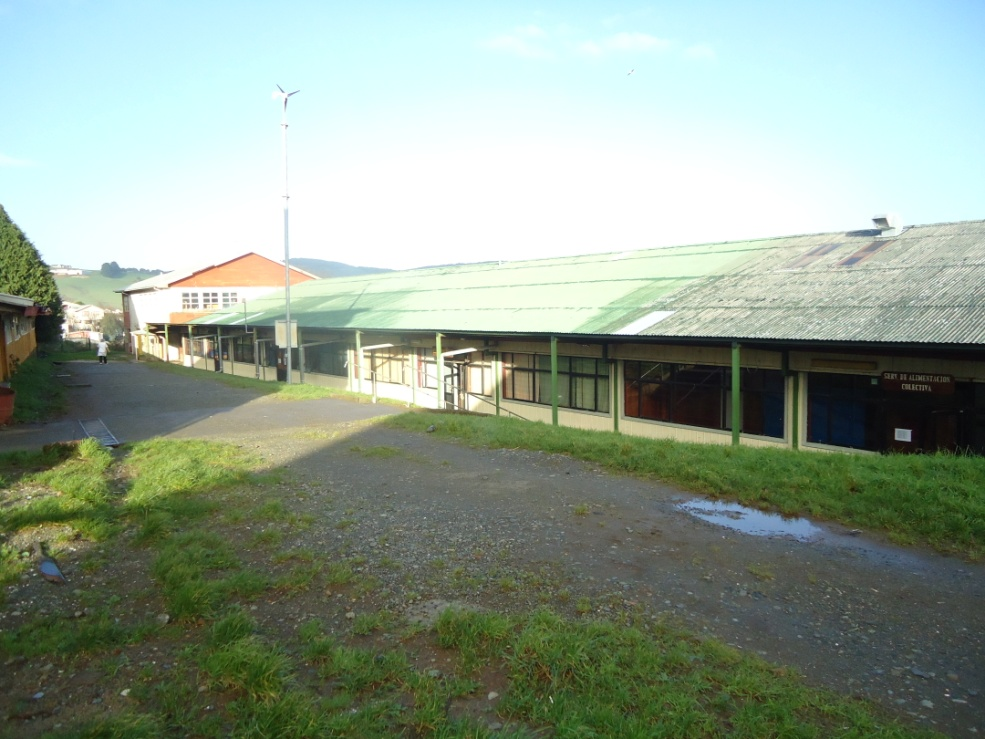 SERV DE ALIMENTACION
COLECTIVA